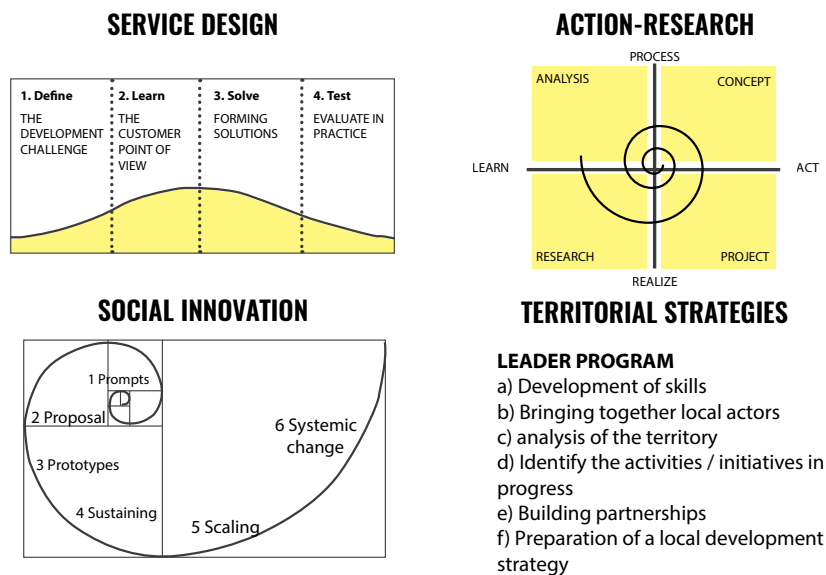 SERVICE DESIGN
1. Define
THE
DEVELOPMENT
CHALLENGE
2. Learn
THE
CUSTOMER
POINT OF
VIEW
3. Solve
FORMING
SOLUTIONS
4. Test
EVALUATE IN
PRACTICE
ACTION-RESEARCH
PROCESS
ANALYSIS
CONCEPT
LEARN
ACT
RESEARCH
PROJECT
REALIZE
SOCIAL INNOVATION
1 Prompts
2 Proposal
3 Prototypes
4 Sustaining
5 Scaling
6 Systemic
change
TERRITORIAL STRATEGIES
LEADER PROGRAM
a) Development of skills
b) Bringing together local actors
c) analysis of the territory
d) Identify the activities / initiatives in
progress
e) Building partnerships
f) Preparation of a local development
strategy